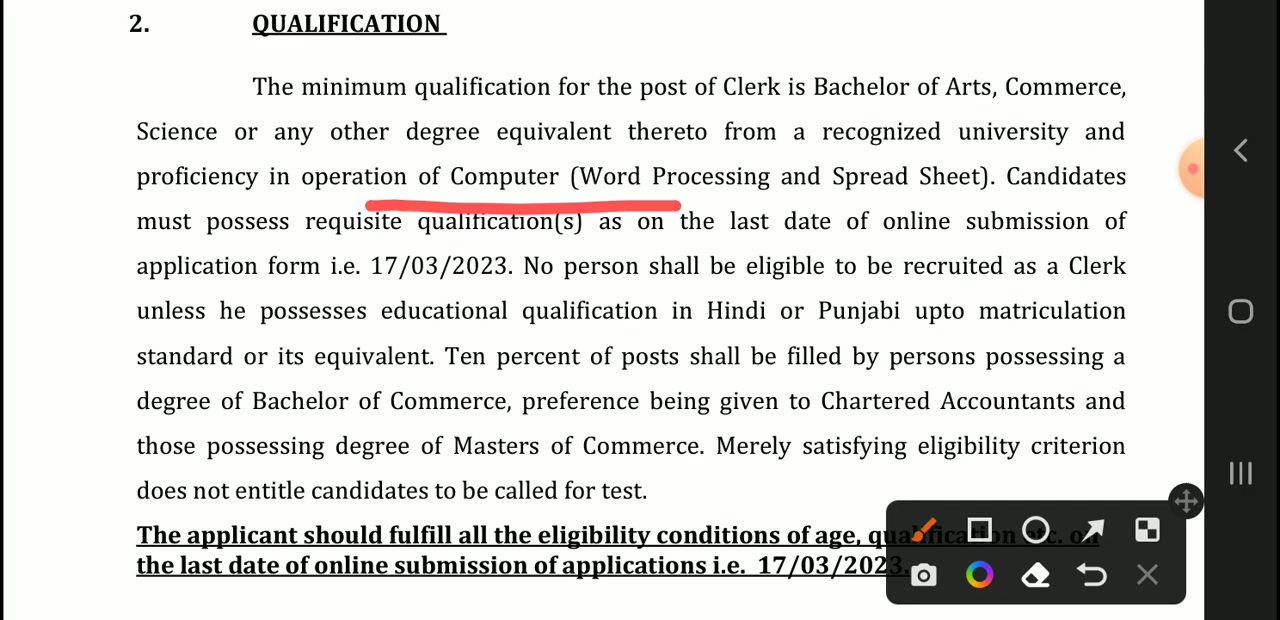 2. QUALIFICATION
The minimum qualification for the post of Clerk is Bachelor of Arts, Commerce,
Science or any other degree equivalent thereto from a recognized university and
proficiency in operation of Computer (Word Processing and Spread Sheet). Candidates
must possess requisite qualification(s) as on the last date of online submission of
application form i.e. 17/03/2023. No person shall be eligible to be recruited as a Clerk
unless he possesses educational qualification in Hindi or Punjabi upto matriculation
standard or its equivalent. Ten percent of posts shall be filled by persons possessing a
degree of Bachelor of Commerce, preference being given to Chartered Accountants and
those possessing degree of Masters of Commerce. Merely satisfying eligibility criterion
does not entitle candidates to be called for test.
The applicant should fulfill all the eligibility conditions of age, qualification etc. on
the last date of online submission of applications i.e. 17/03/2023.